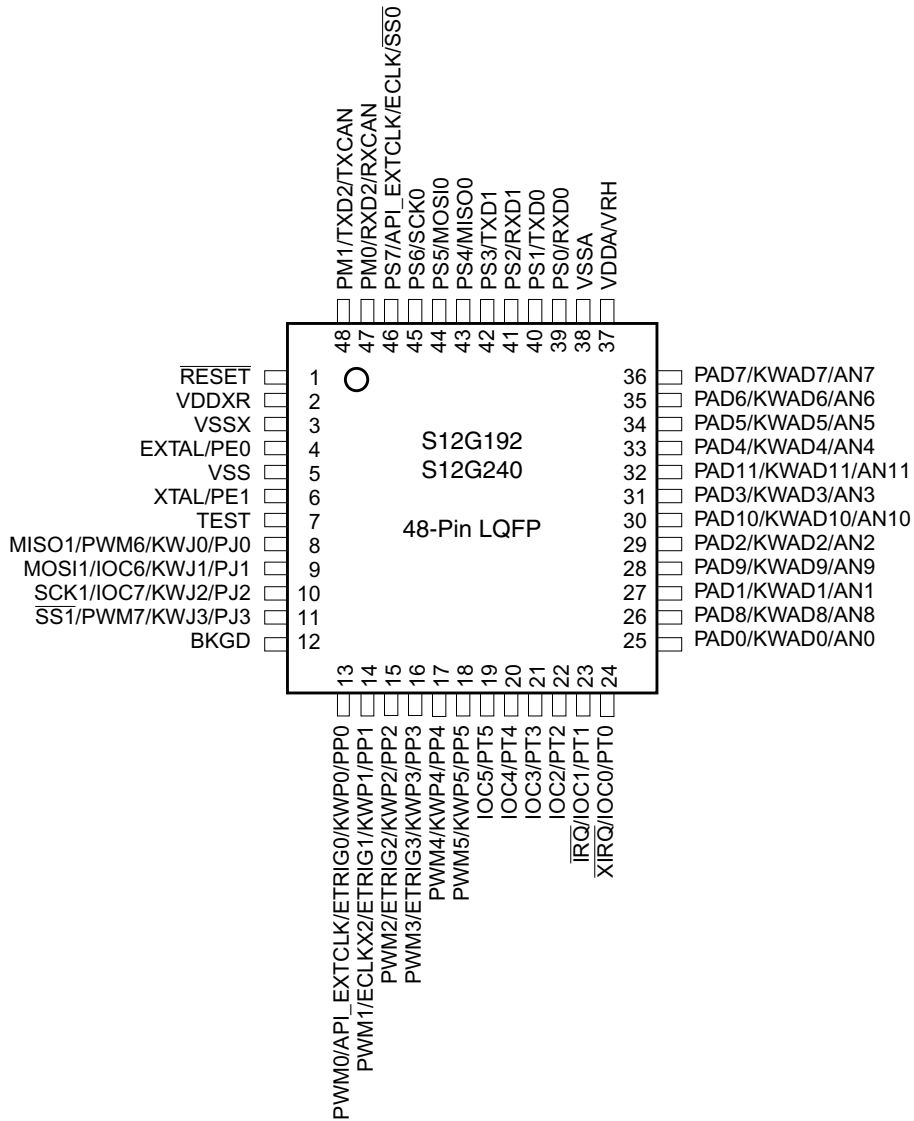 PM1/TXD2/TXCAN
PM0/RXD2/RXCAN
PS7/API_EXTCLK/ECLK/SS0
PS6/SCK0
PS5/MOSI0
PS4/MISO0
PS3/TXD1
PS2/RXD1
PS1/TXD0
PS0/RXD0
VSSA
VDDA/VRH
48
47
46
45
44
43
42
41
40
39
38
37
RESET 1
VDDXR 2
VSSX 3
EXTAL/PE0 4
VSS 5
XTAL/PE1 6
TEST 7
MISO1/PWM6/KWJ0/PJ0 8
MOSI1/IOC6/KWJ1/PJ1 9
SCK1/IOC7/KWJ2/PJ2 10
SS1/PWM7/KWJ3/PJ3 11
BKGD 12
S12G192
S12G240
48-Pin LQFP
36 PAD7/KWAD7/AN7
35 PAD6/KWAD6/AN6
34 PAD5/KWAD5/AN5
33 PAD4/KWAD4/AN4
32 PAD11/KWAD11/AN11
31 PAD3/KWAD3/AN3
30 PAD10/KWAD10/AN10
29 PAD2/KWAD2/AN2
28 PAD9/KWAD9/AN9
27 PAD1/KWAD1/AN1
26 PAD8/KWAD8/AN8
25 PAD0/KWAD0/AN0
13
14
15
16
17
18
19
20
21
22
23
24
PWM0/API_EXTCLK/ETRIG0/KWP0/PP0
PWM1/ECLKX2/ETRIG1/KWP1/PP1
PWM2/ETRIG2/KWP2/PP2
PWM3/ETRIG3/KWP3/PP3
PWM4/KWP4/PP4
PWM5/KWP5/PP5
IOC5/PT5
IOC4/PT4
IOC3/PT3
IOC2/PT2
IRQ/IOC1/PT1
XIRQ/IOC0/PT0